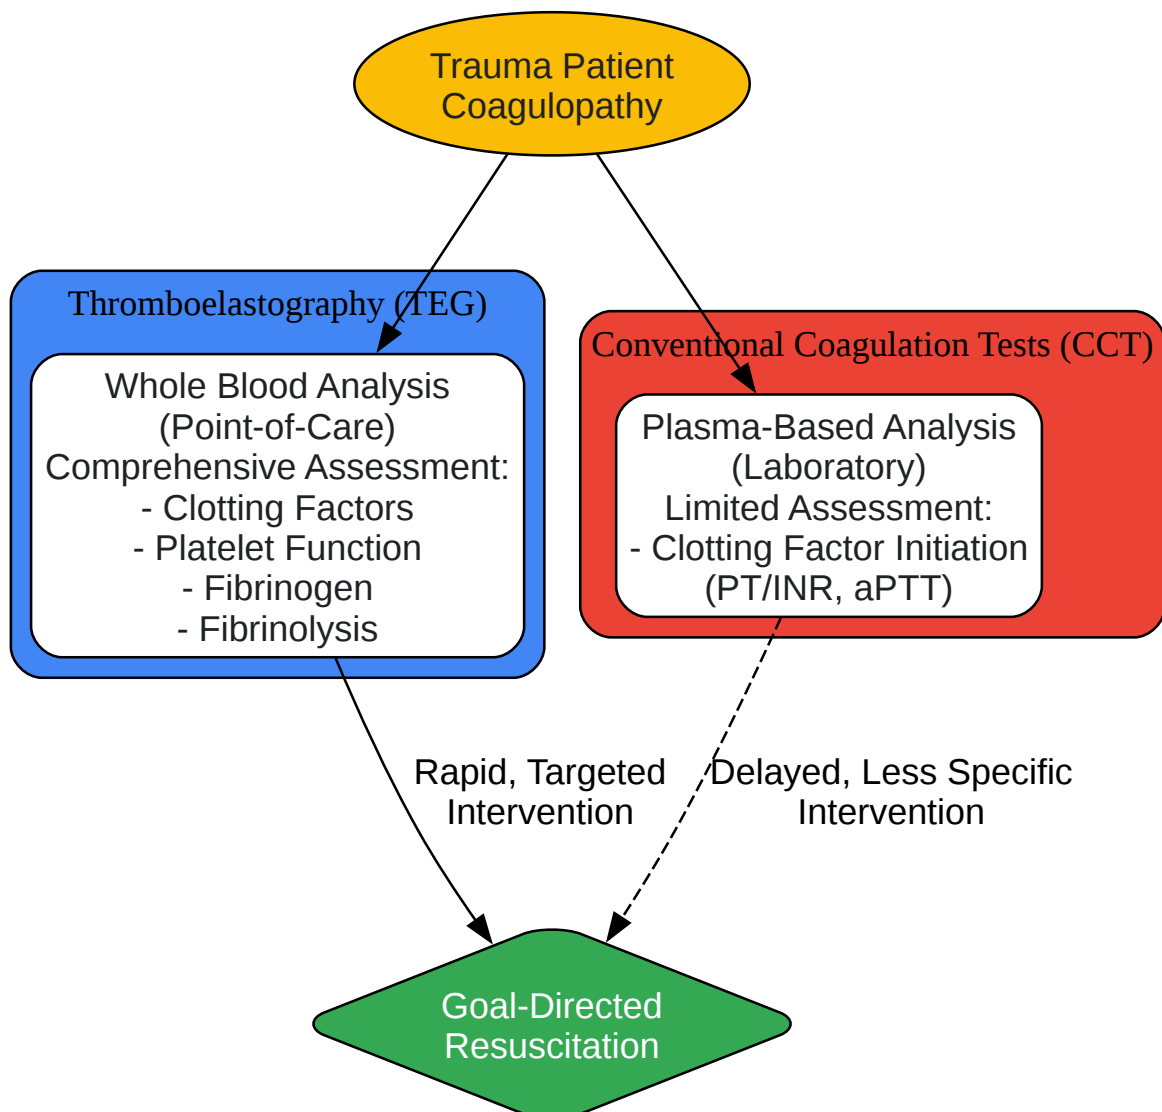 Trauma Patient
Coagulopathy
Thromboelastography (TEG)
Whole Blood Analysis
(Point-of-Care)
Comprehensive Assessment:
- Clotting Factors
- Platelet Function
- Fibrinogen
- Fibrinolysis
Conventional Coagulation Tests (CCT)
Plasma-Based Analysis
(Laboratory)
Limited Assessment:
- Clotting Factor Initiation
(PT/INR, aPTT)
Rapid, Targeted
Intervention
Delayed, Less Specific
Intervention
Goal-Directed
Resuscitation